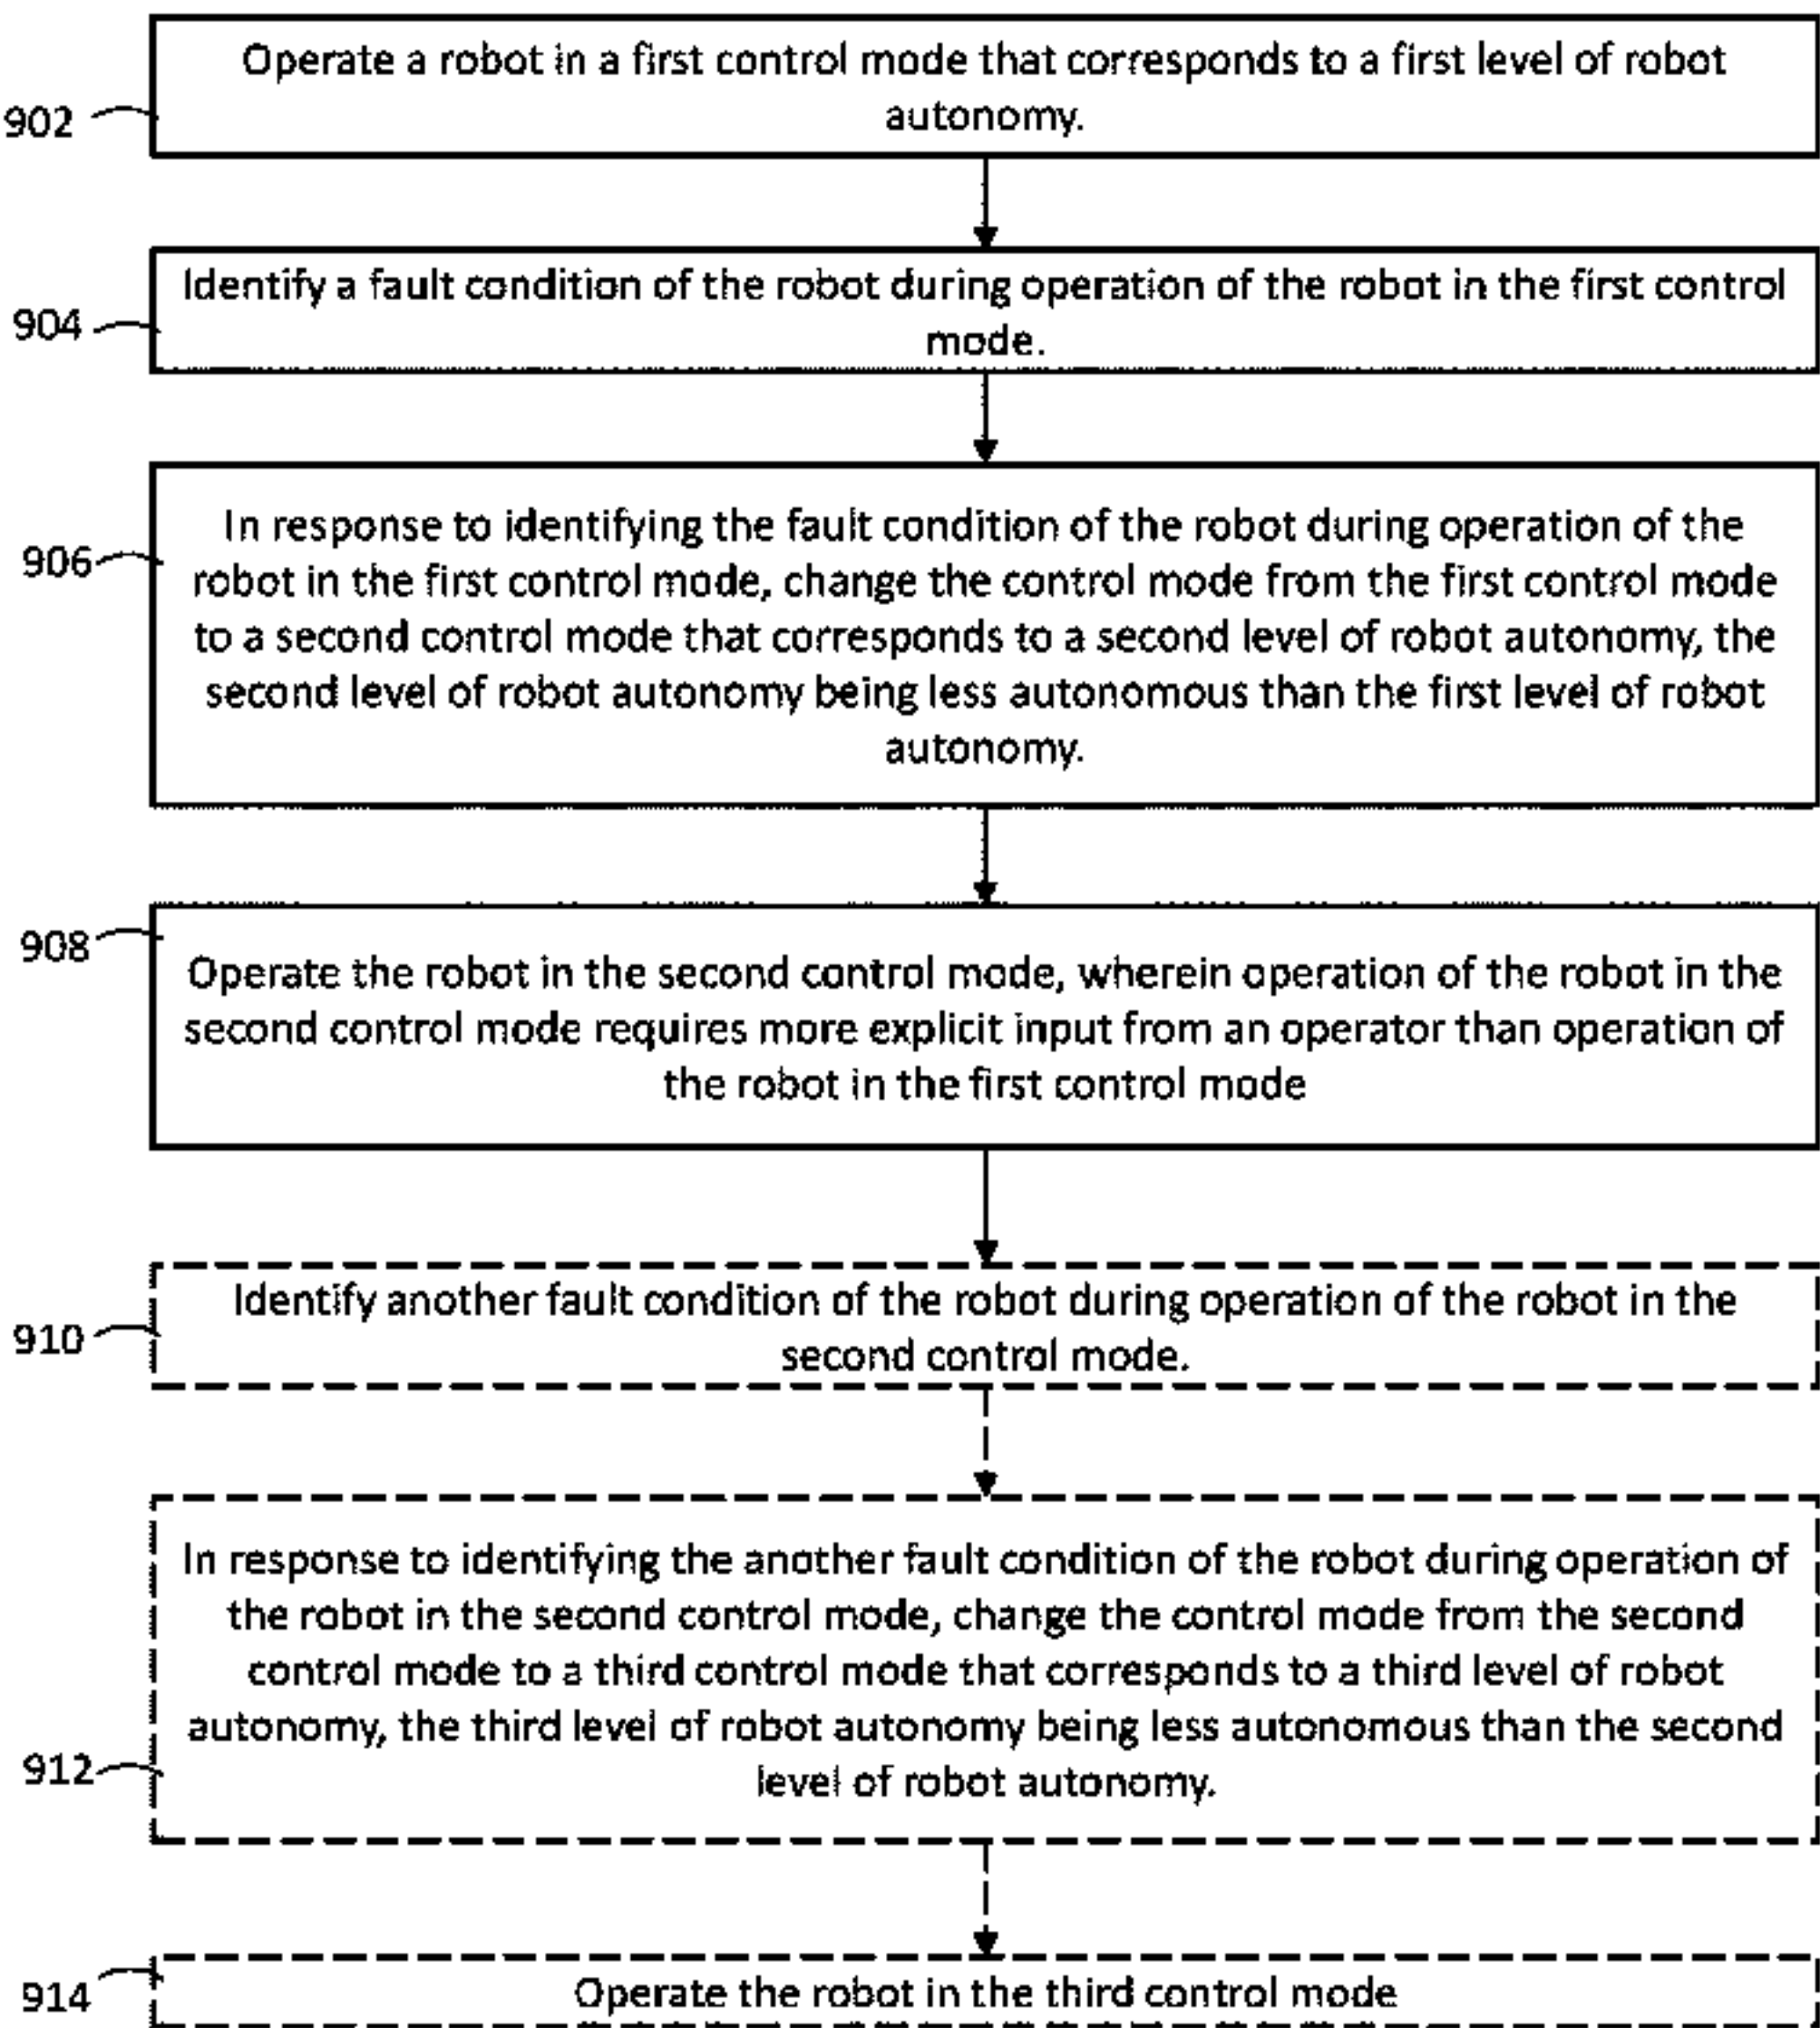 Operate a robot in a first control mode that corresponds to a first level of robot
autonomy.
902
Identify a fault condition of the robot during operation of the robot in the first control
mode.
904
In response to identifying the fault condition of the robot during operation of the
robot in the first control mode, change the control mode from the first control mode
to a second control mode that corresponds to a second level of robot autonomy, the
second level of robot autonomy being less autonomous than the first level of robot
autonomy.
906
908
Operate the robot in the second control mode, wherein operation of the robot in the
second control mode requires more explicit input from an operator than operation of
the robot in the first control mode
Identify another fault condition of the robot during operation of the robot in the
second control mode.
910
In response to identifying the another fault condition of the robot during operation of
the robot in the second control mode, change the control mode from the second
control mode to a third control mode that corresponds to a third level of robot
autonomy, the third level of robot autonomy being less autonomous than the second
level of robot autonomy.
912
914
Operate the robot in the third control mode